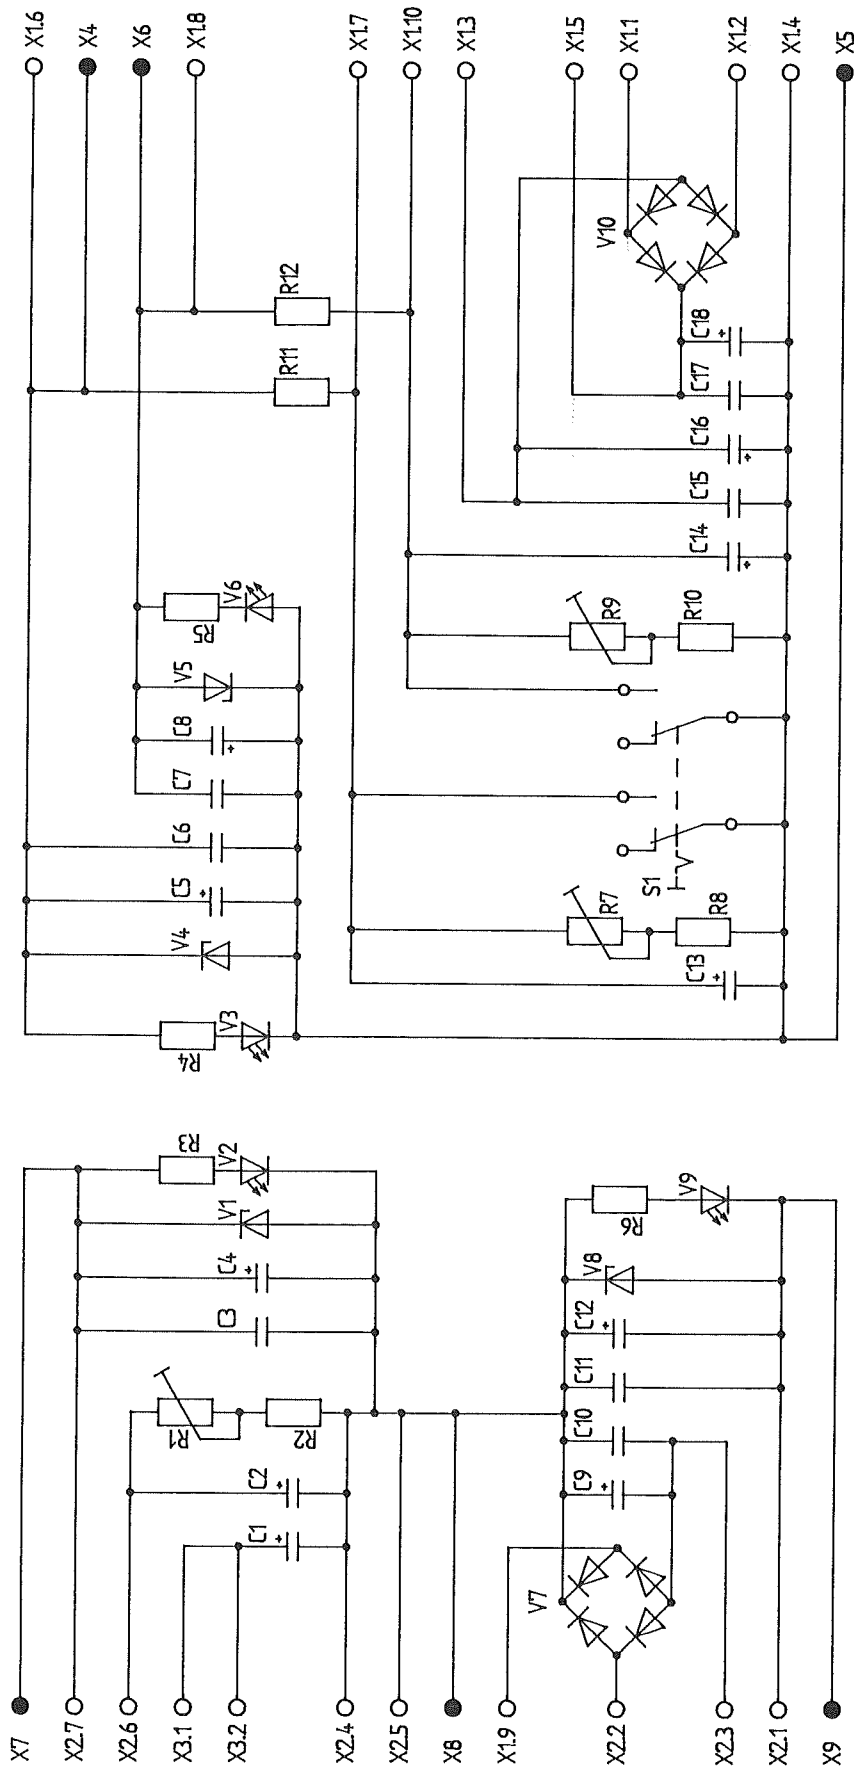 X1.6
X4
X6
X1.8
X1.7
X1.10
X1.3
X1.5
X1.1
X1.2
X1.4
X5
V10
R12
R11
C18
+
C17
C16
+
C15
C14
+
V6
R5
V5
C8
+
C7
C6
C5
+
V4
V3
R4
R9
R10
S1
R7
R8
C13
+
R3
V2
V1
C4
+
C3
R1
R2
C2
+
C1
+
V9
R6
V8
C12
+
C11
C10
C9
+
V7
X7
X2.7
X2.6
X3.1
X3.2
X2.4
X2.5
X8
X1.9
X2.2
X2.3
X2.1
X9